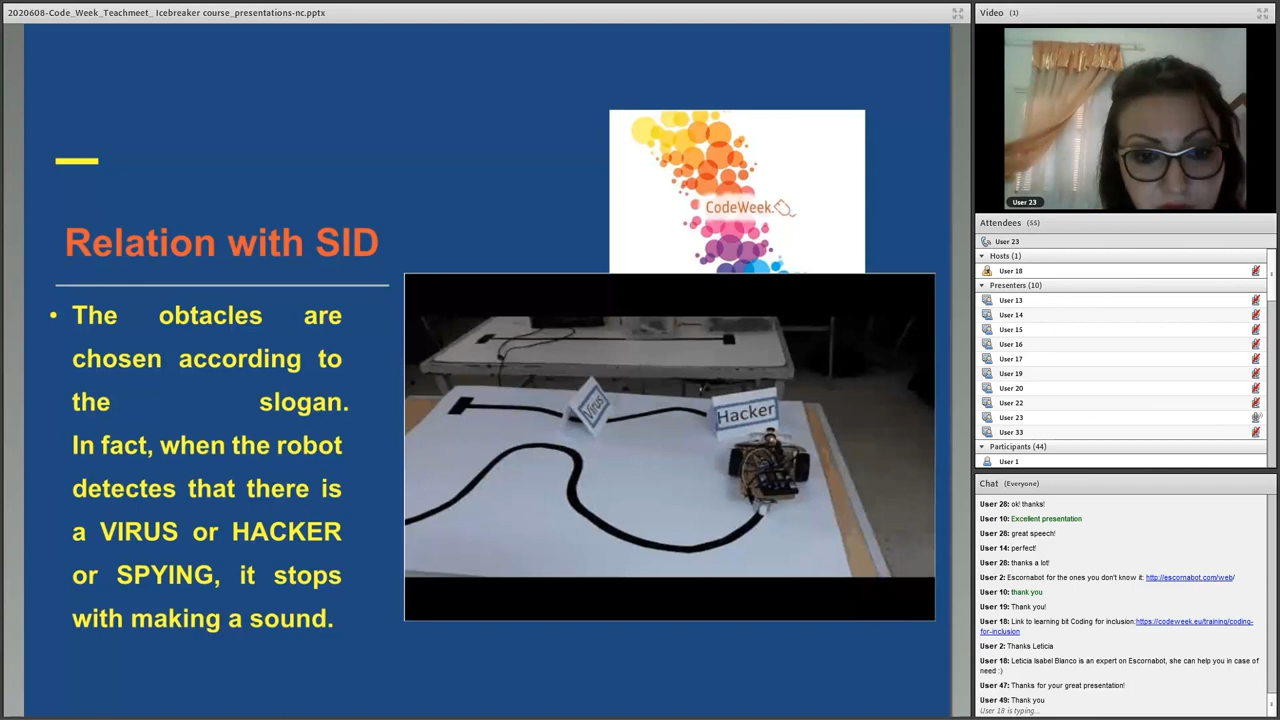 2020608-Code_Week_Teachmeet_ Icebreaker course_presentations-nc.pptx
CodeWeek.
Relation with SID
• The obtacles are
chosen according to
the slogan.
In fact, when the robot
detectes that there is
a VIRUS or HACKER
or SPYING, it stops
with making a sound.
Virus
Hacker
Video (1)
User 23
Attendees (55)
User 23
Hosts (1)
User 18
Presenters (10)
User 13
User 14
User 15
User 16
User 17
User 19
User 20
User 22
User 23
User 33
Participants (44)
User 1
Chat (Everyone)
User 28: ok! thanks!
User 10: Excellent presentation
User 28: great speech!
User 14: perfect!
User 28: thanks a lot!
User 2: Escornabot for the ones you don't know it: http://escornabot.com/web/
User 10: thank you
User 19: Thank you!
User 18: Link to learning bit Coding for inclusion:https://codeweek.eu/training/coding-
for-inclusion
User 2: Thanks Leticia
User 18: Leticia Isabel Blanco is an expert on Escornabot, she can help you in case of
need :)
User 47: Thanks for your great presentation!
User 49: Thank you
User 18 is typing...